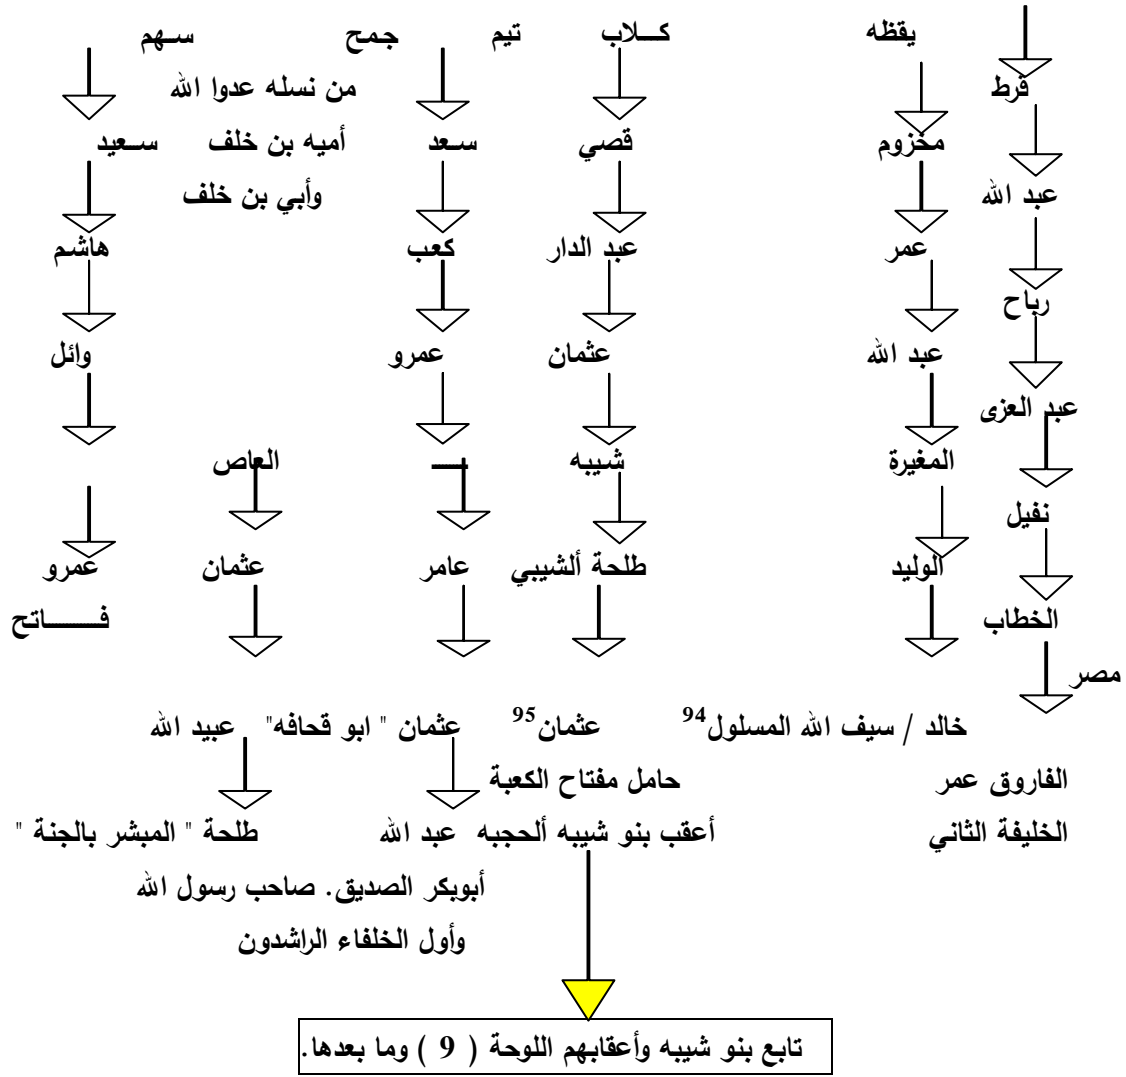 يقظه كـــلاب تيم جمح سـهم
قرط من نسله عدوا الله
مخزوم قصي سـعد أميه بن خلف سـعيد
عبد الله وأبي بن خلف
عمر عبد الدار كعب هاشم
رباح
عبد الله عثمان عمرو وائل
عبد العزى
المغيرة شيبه ـــ العاص
نفيل
الوليد طلحة ألشيبي عامر عثمان عمرو
الخطاب فــــــاتح
مصر
خالد / سيف الله المسلول94 عثمان95 عثمان " ابو قحافه" عبيد الله
الفاروق عمر حامل مفتاح الكعبة
الخليفة الثاني أعقب بنو شيبه ألحجبه عبد الله طلحة " المبشر بالجنة "
أبوبكر الصديق. صاحب رسول الله
وأول الخلفاء الراشدون
تابع بنو شيبه وأعقابهم اللوحة ( 9 ) وما بعدها.